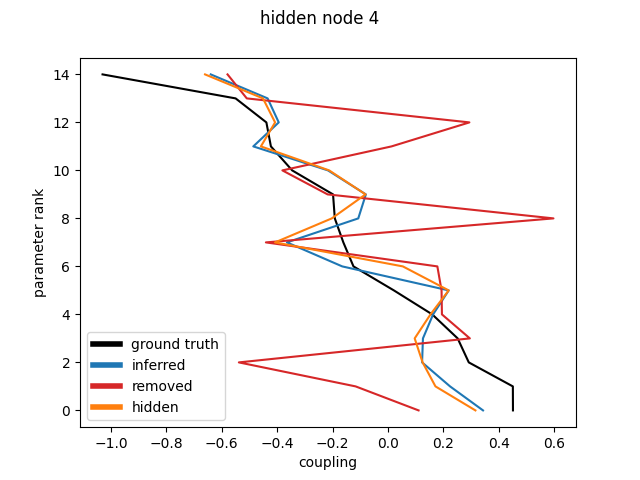 hidden node 4
14
12
10
8
6
4
2
0
parameter rank
ground truth
inferred
removed
hidden
−1.0 −0.8 −0.6 −0.4 −0.2 0.0 0.2 0.4 0.6
coupling